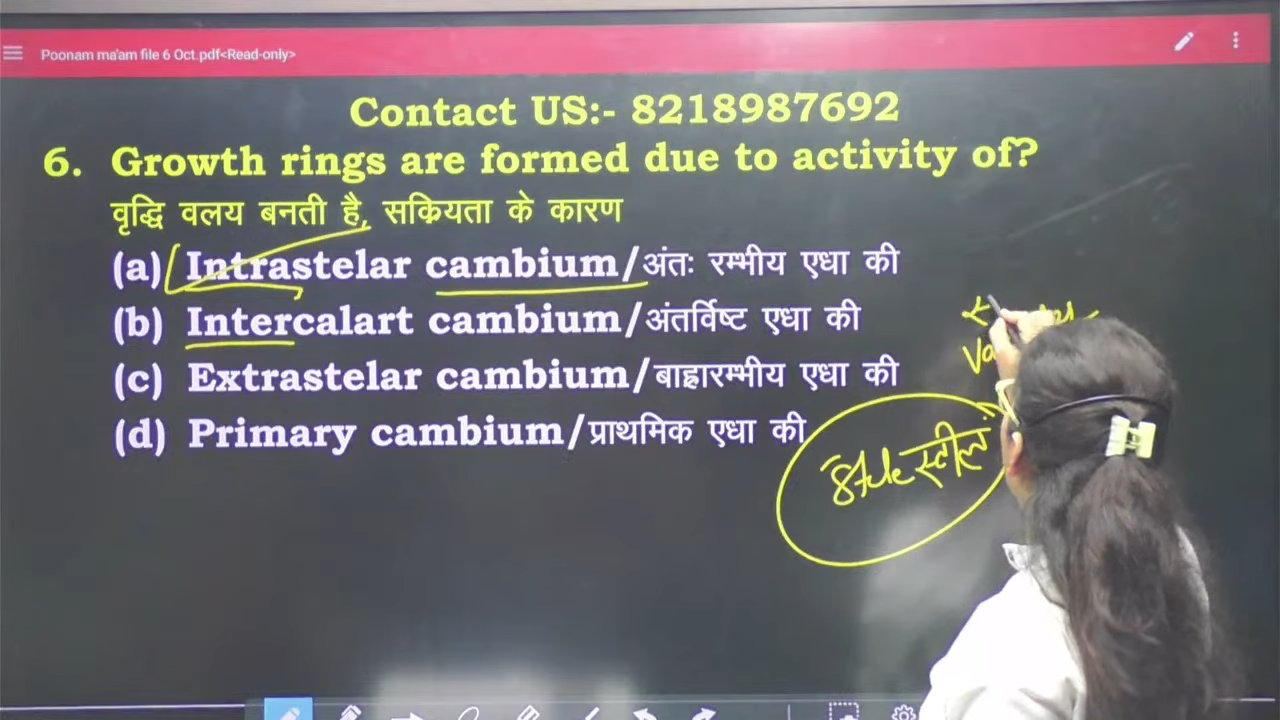 Poonam ma'am file 6 Oct.pdf<Read-only>
Contact US:- 8218987692
6. Growth rings are formed due to activity of?
वृद्धि वलय बनती है, सक्रियता के कारण
(a) Intrastelar cambium/अंतः रम्भीय एधा की
(b) Intercalart cambium/अंतर्विष्ट एधा की
(c) Extrastelar cambium/बाह्रारम्भीय एधा की
(d) Primary cambium/प्राथमिक एधा की
स्टील